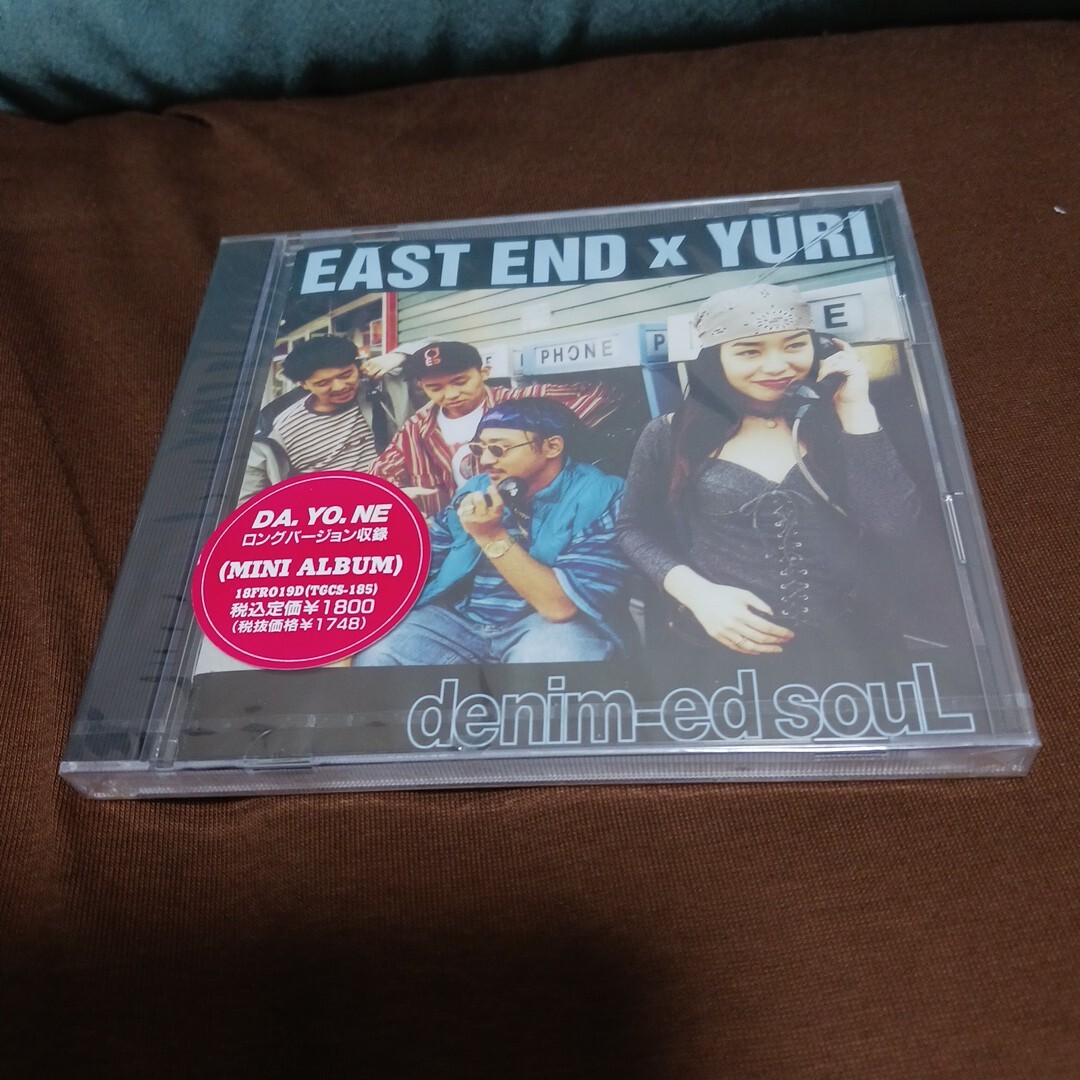 EAST END x YURI
PHONE
P
E
DA. YO. NE
ロングバージョン収録
(MINI ALBUM)
18FR019D(TGCS-185)
税込定価¥1800
(税抜価格¥1748)
denim-ed souL